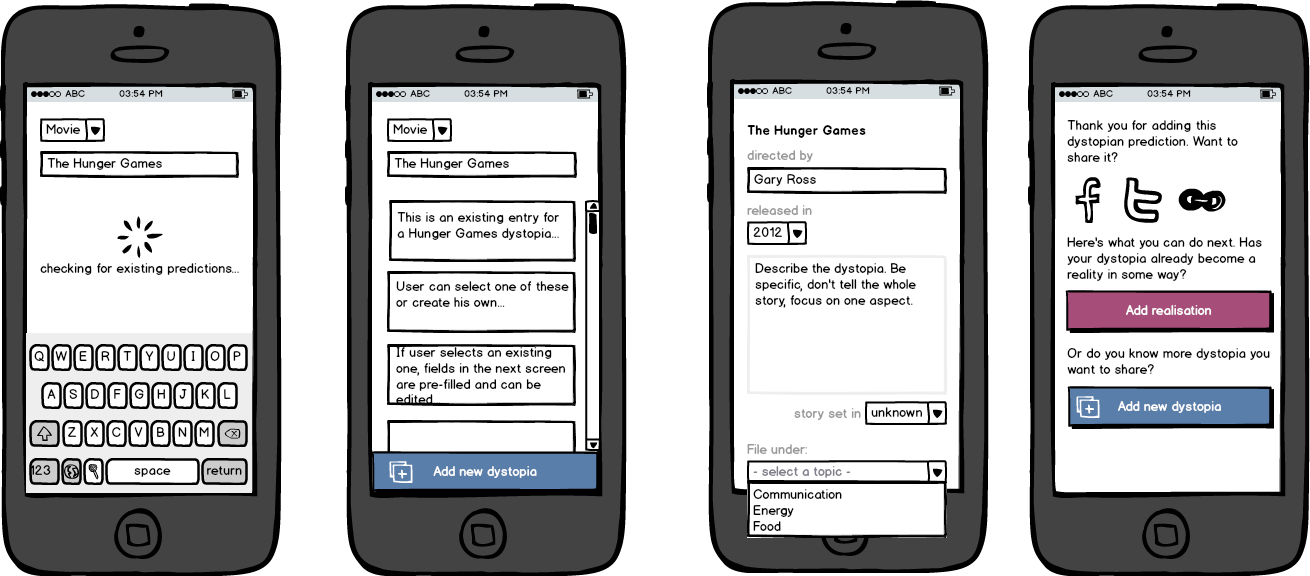 ABC 03:54 PM
Movie
The Hunger Games
checking for existing predictions...
Q W E R T Y U I O P
A S D F G H J K L
Z X C V B N M
123 space return
ABC 03:54 PM
Movie
The Hunger Games
This is an existing entry for
a Hunger Games dystopia...
User can select one of these
or create his own...
If user selects an existing
one, fields in the next screen
are pre-filled and can be
edited...
Add new dystopia
ABC 03:54 PM
The Hunger Games
directed by
Gary Ross
released in
2012
Describe the dystopia. Be
specific, don't tell the whole
story, focus on one aspect.
story set in unknown
File under:
- select a topic -
Communication
Energy
Food
ABC 03:54 PM
Thank you for adding this
dystopian prediction. Want to
share it?
f t
Here's what you can do next. Has
your dystopia already become a
reality in some way?
Add realisation
Or do you know more dystopia you
want to share?
Add new dystopia